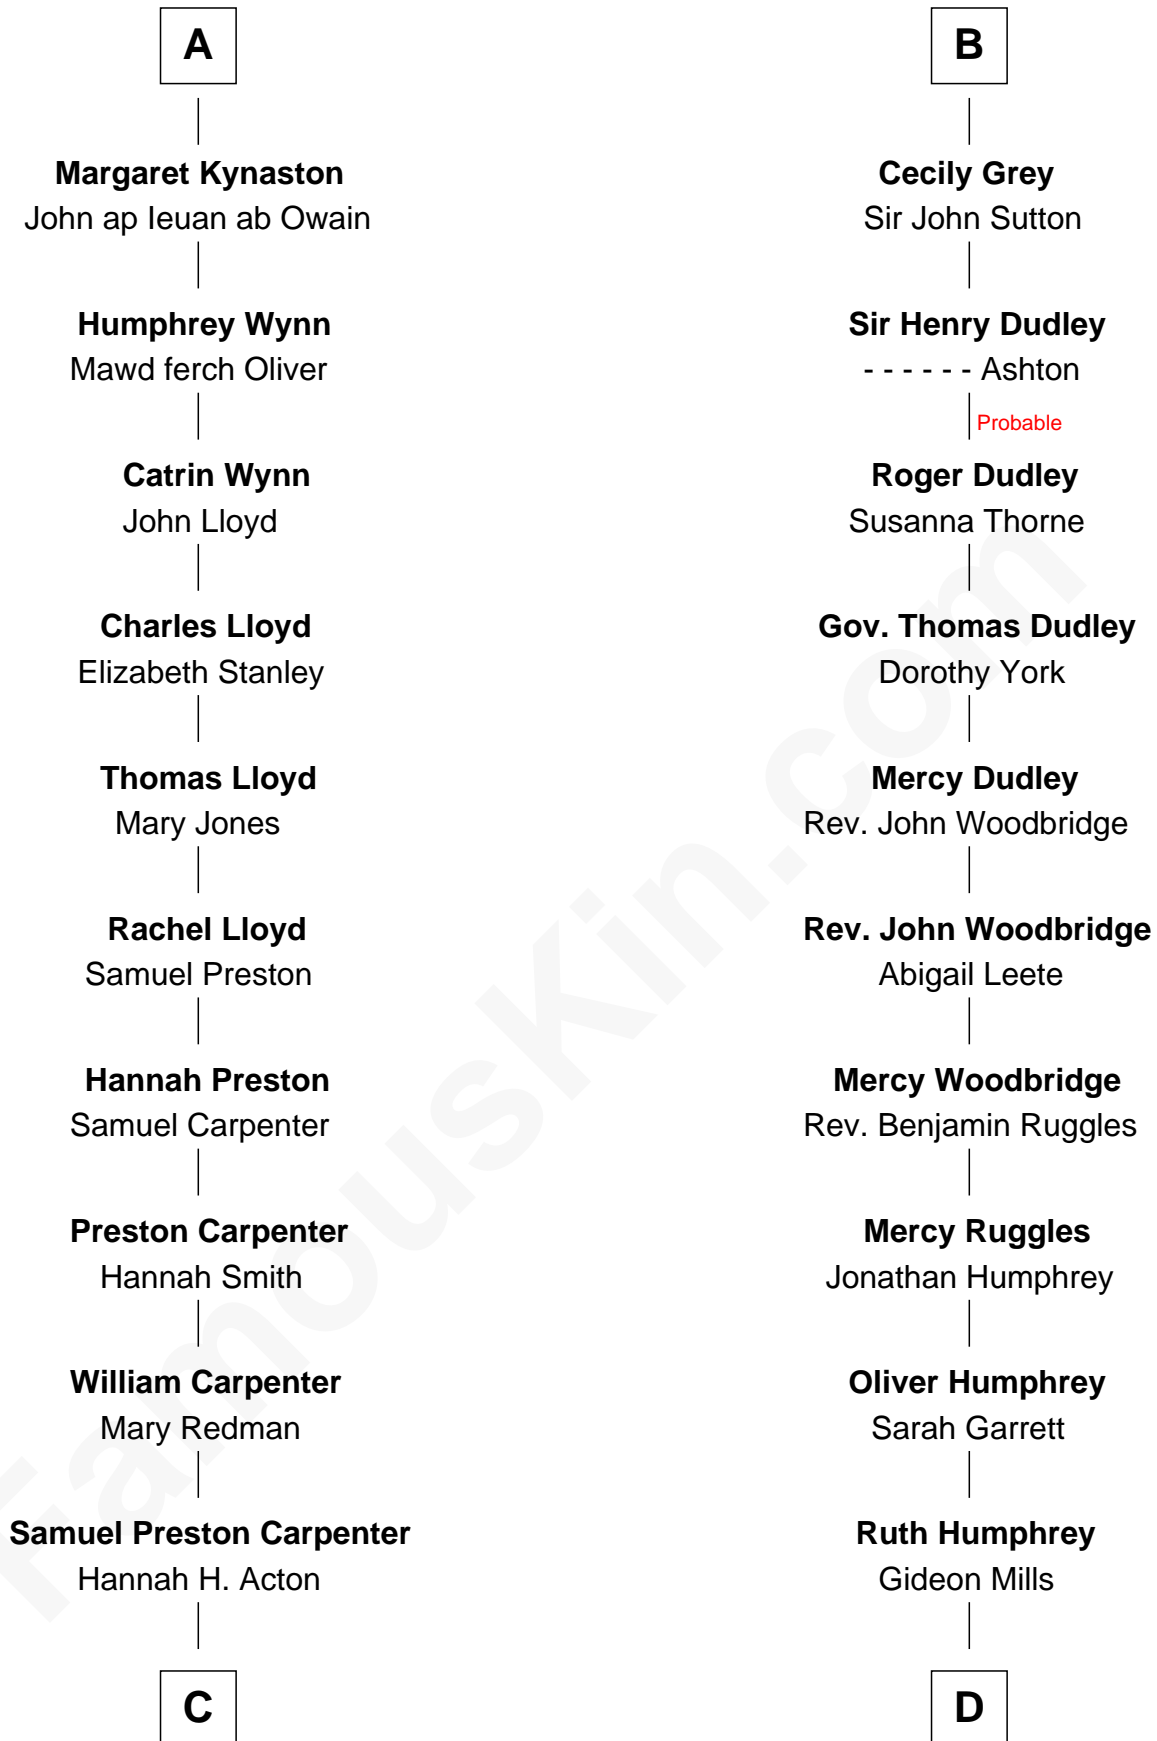 A
Margaret Kynaston
John ap Ieuan ab Owain
Humphrey Wynn
Mawd ferch Oliver
Catrin Wynn
John Lloyd
Charles Lloyd
Elizabeth Stanley
Thomas Lloyd
Mary Jones
Rachel Lloyd
Samuel Preston
Hannah Preston
Samuel Carpenter
Preston Carpenter
Hannah Smith
William Carpenter
Mary Redman
Samuel Preston Carpenter
Hannah H. Acton
C
B
Cecily Grey
Sir John Sutton
Sir Henry Dudley
- - - - - - Ashton
Probable
Roger Dudley
Susanna Thorne
Gov. Thomas Dudley
Dorothy York
Mercy Dudley
Rev. John Woodbridge
Rev. John Woodbridge
Abigail Leete
Mercy Woodbridge
Rev. Benjamin Ruggles
Mercy Ruggles
Jonathan Humphrey
Oliver Humphrey
Sarah Garrett
Ruth Humphrey
Gideon Mills
D
FamousKin.com